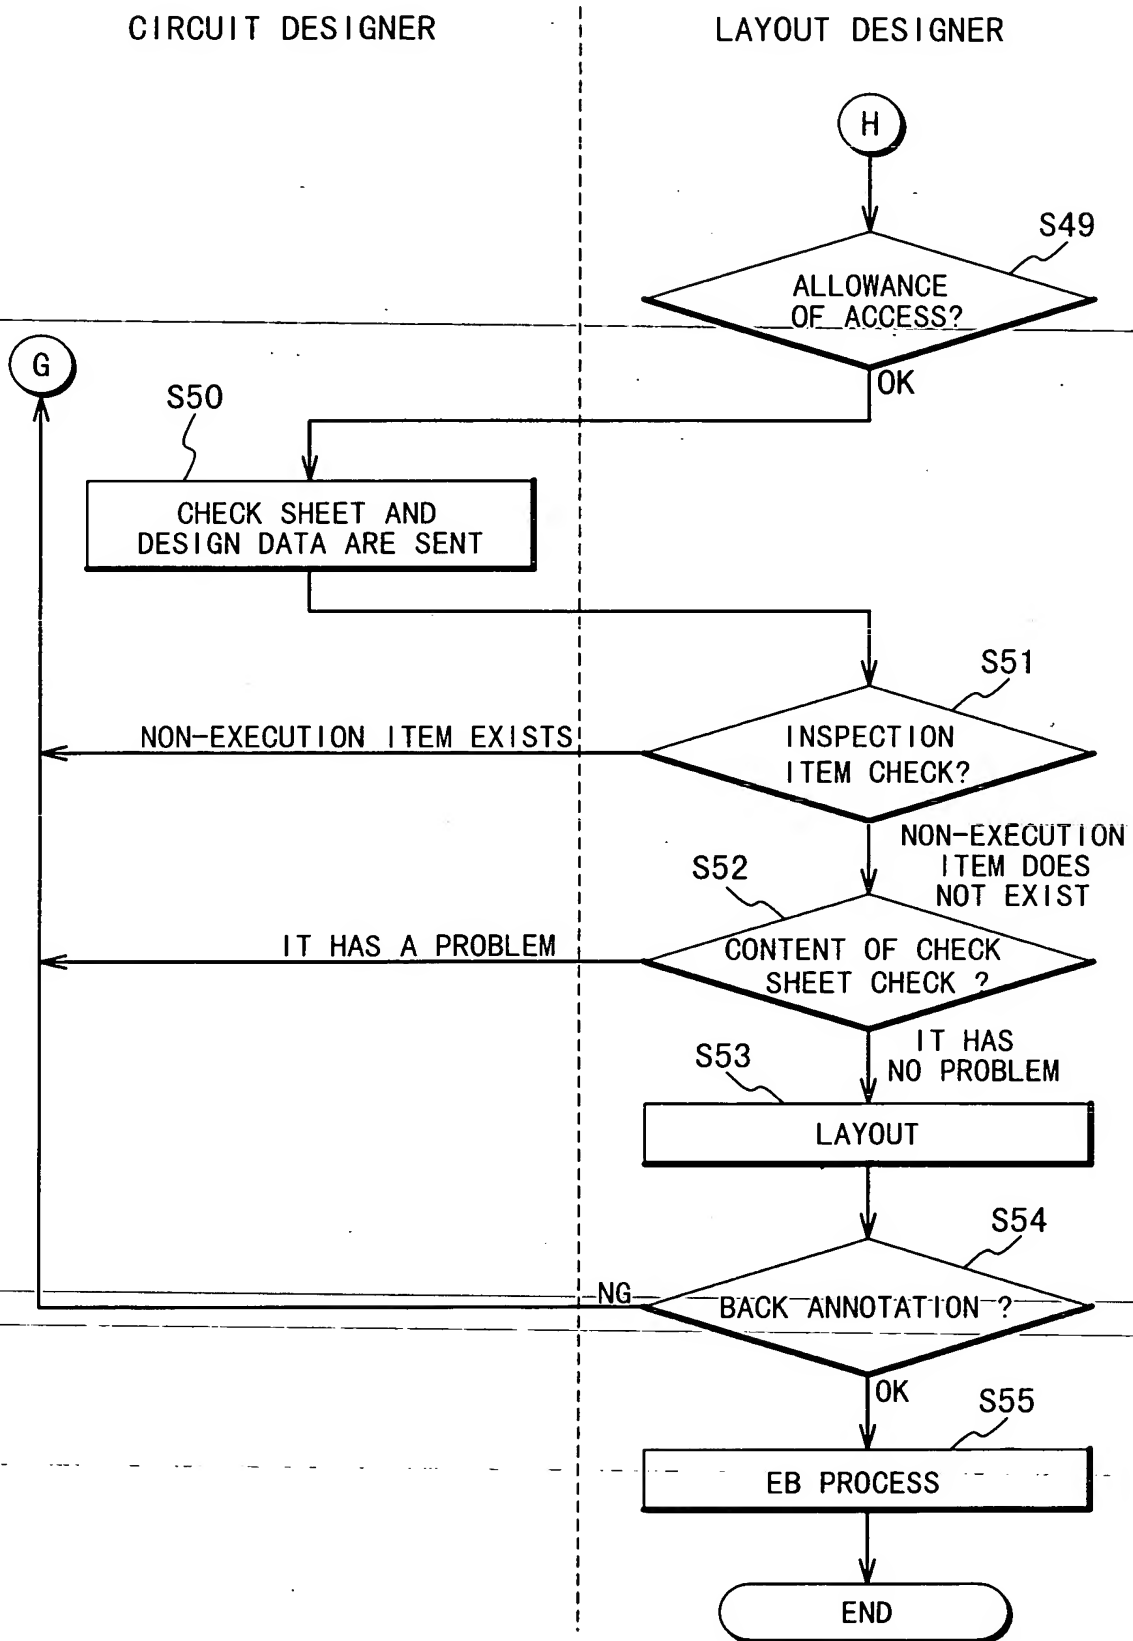 CIRCUIT DESIGNER
LAYOUT DESIGNER
H
S49
ALLOWANCE
OF ACCESS?
OK
G
S50
CHECK SHEET AND
DESIGN DATA ARE SENT
S51
INSPECTION
ITEM CHECK?
NON-EXECUTION ITEM EXISTS
NON-EXECUTION
ITEM DOES
NOT EXIST
S52
CONTENT OF CHECK
SHEET CHECK ?
IT HAS A PROBLEM
IT HAS
NO PROBLEM
S53
LAYOUT
S54
BACK ANNOTATION ?
NG
OK
S55
EB PROCESS
END